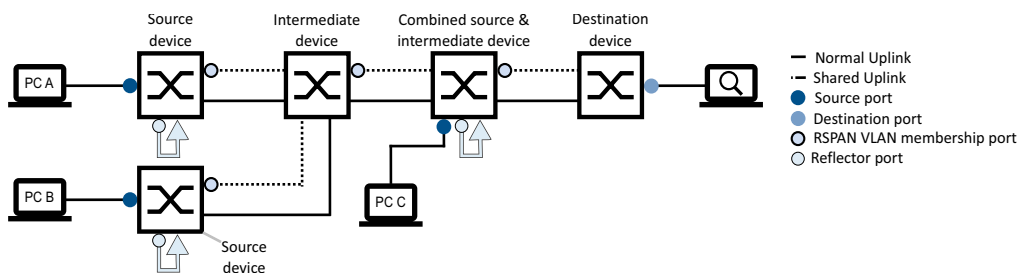 Source
device
Intermediate
device
Combined source &
intermediate device
Destination
device
PC A
PC B
PC C
Source
device
Normal Uplink
Shared Uplink
Source port
Destination port
RSPAN VLAN membership port
Reflector port